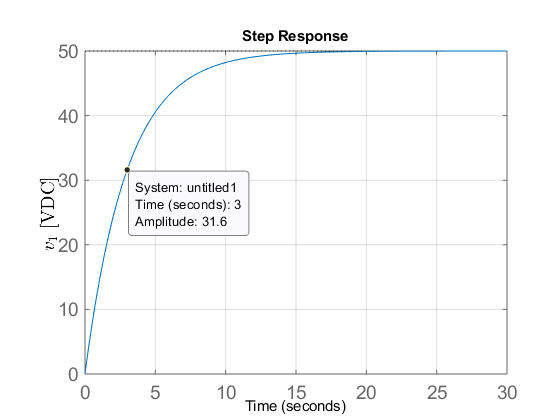 Step Response
50
40
30
20
10
0
v₁ [VDC]
System: untitled1
Time (seconds): 3
Amplitude: 31.6
0 5 10 15 20 25 30
Time (seconds)